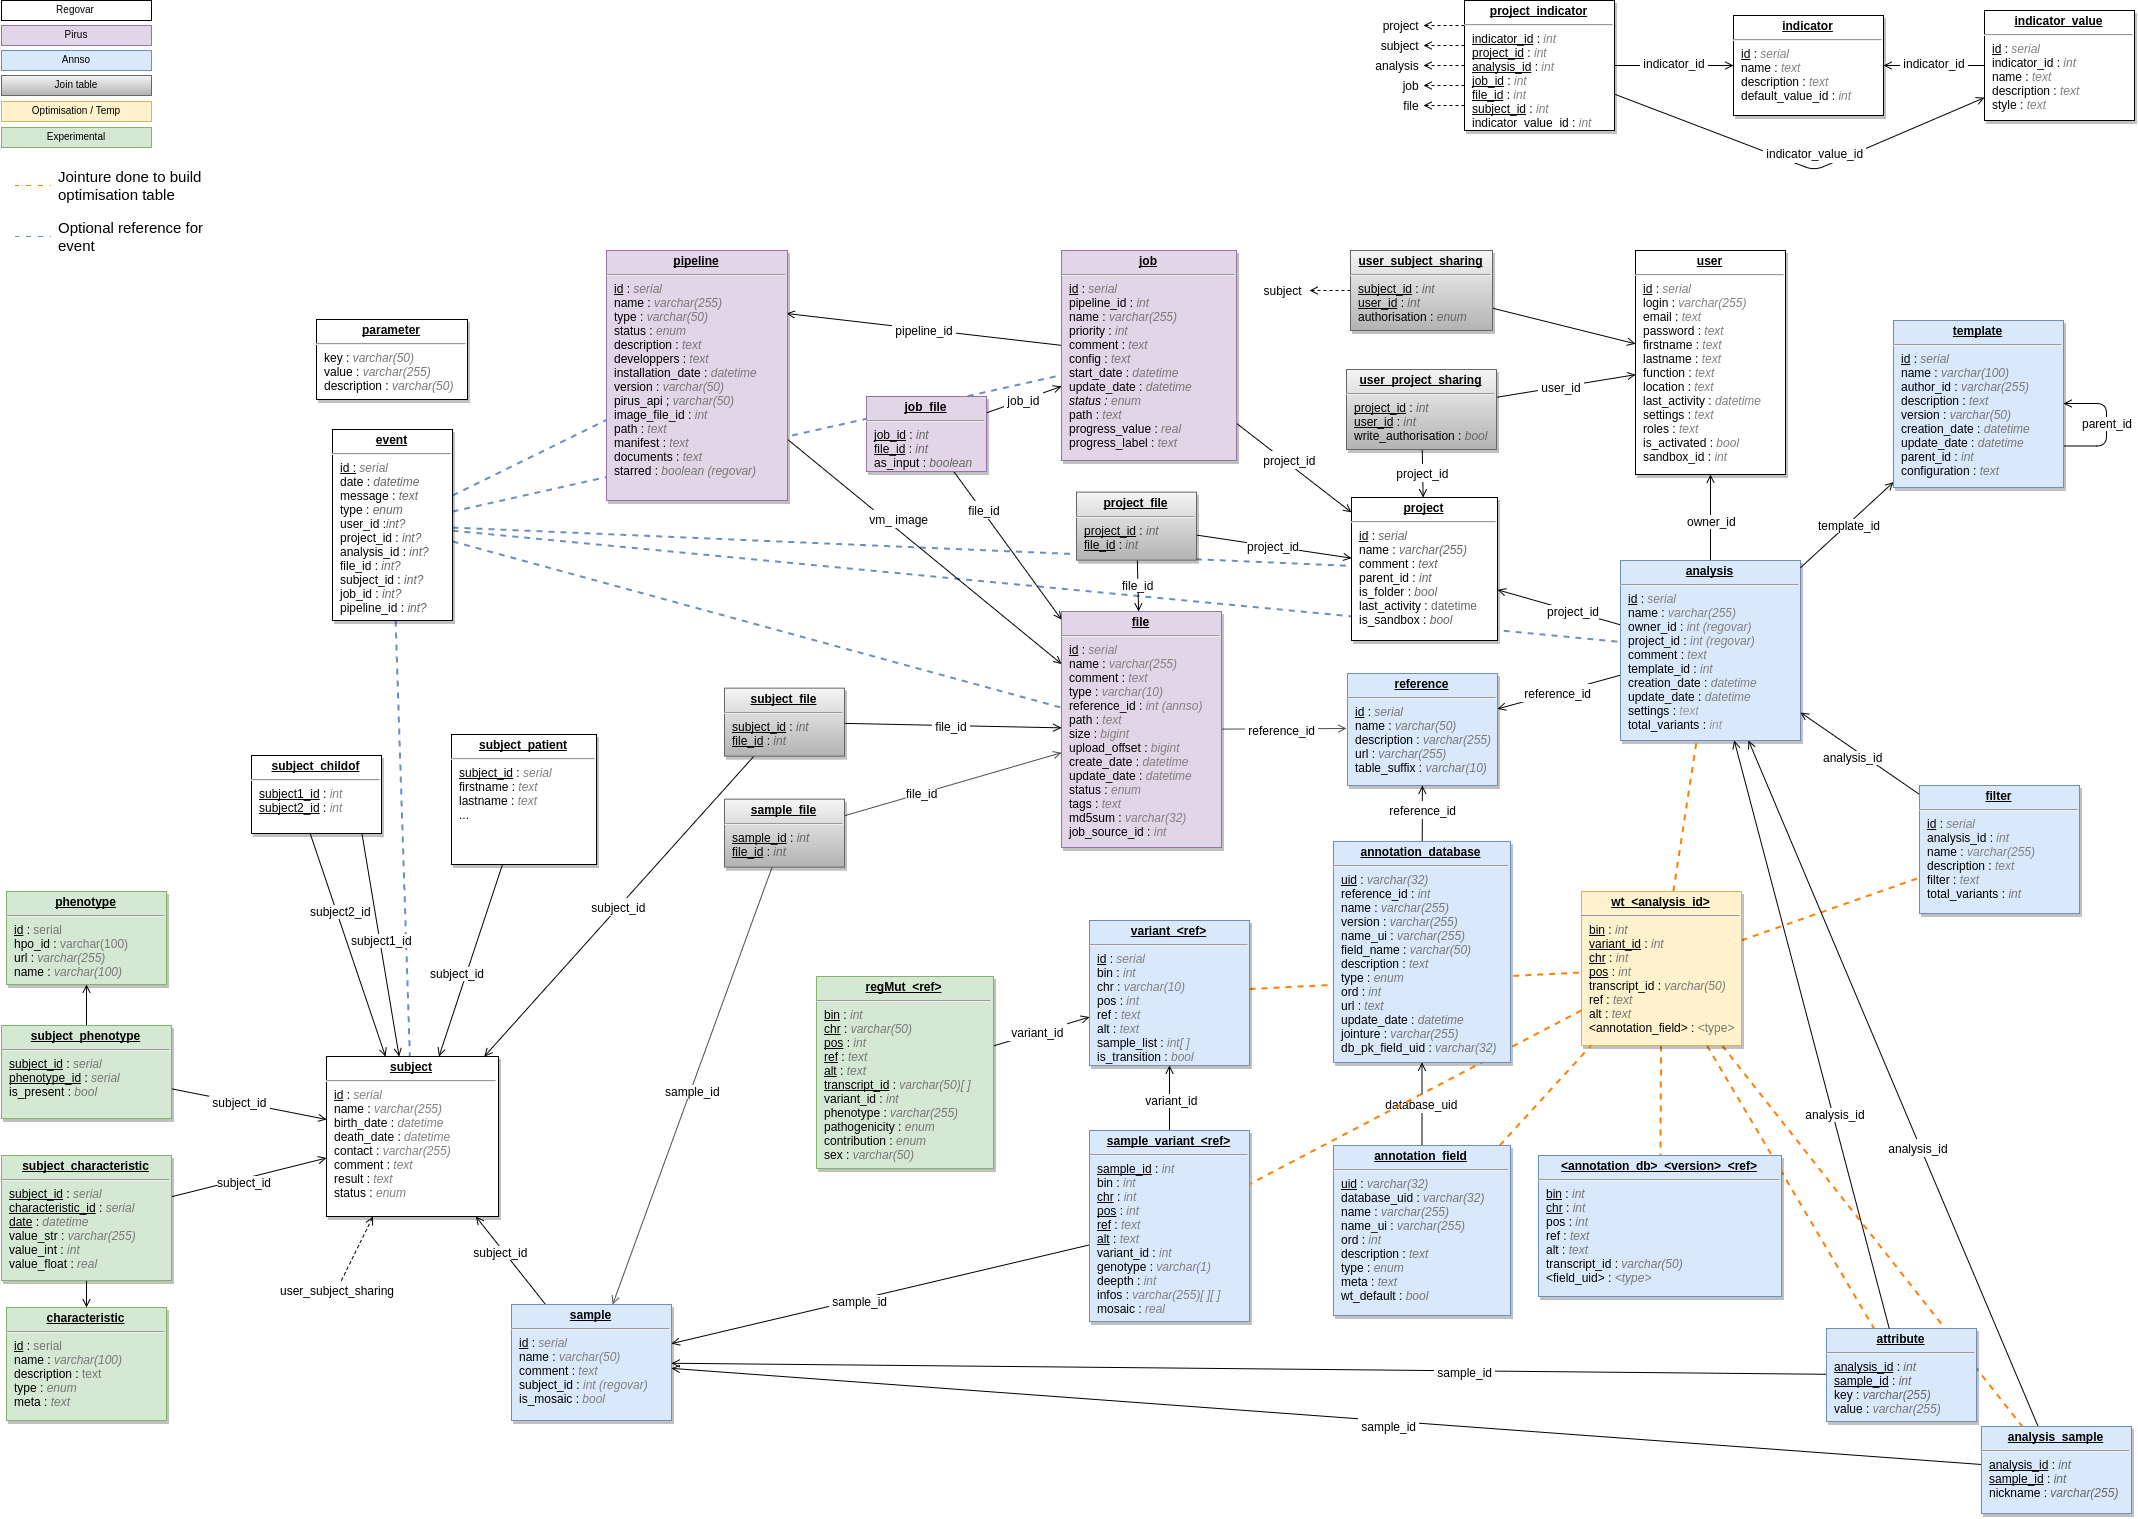 Regovar
Pirus
Annso
Join table
Optimisation / Temp
Experimental
Jointure done to build
optimisation table
Optional reference for
event
project
subject
analysis
job
file
project_indicator
indicator_id : int
project_id : int
analysis_id : int
job_id : int
file_id : int
subject_id : int
indicator_value_id : int
indicator_id
indicator
id : serial
name : text
description : text
default_value_id : int
indicator_id
indicator_value
id : serial
indicator_id : int
name : text
description : text
style : text
indicator_value_id
parameter
key : varchar(50)
value : varchar(255)
description : varchar(50)
event
id : serial
date : datetime
message : text
type : enum
user_id :int?
project_id : int?
analysis_id : int?
file_id : int?
subject_id : int?
job_id : int?
pipeline_id : int?
pipeline
id : serial
name : varchar(255)
type : varchar(50)
status : enum
description : text
developpers : text
installation_date : datetime
version : varchar(50)
pirus_api ; varchar(50)
image_file_id : int
path : text
manifest : text
documents : text
starred : boolean (regovar)
pipeline_id
job_file
job_id : int
file_id : int
as_input : boolean
job_id
file_id
vm_ image
job
id : serial
pipeline_id : int
name : varchar(255)
priority : int
comment : text
config : text
start_date : datetime
update_date : datetime
status : enum
path : text
progress_value : real
progress_label : text
project_id
subject
user_subject_sharing
subject_id : int
user_id : int
authorisation : enum
user_project_sharing
project_id : int
user_id : int
write_authorisation : bool
user_id
project_id
user
id : serial
login : varchar(255)
email : text
password : text
firstname : text
lastname : text
function : text
location : text
last_activity : datetime
settings : text
roles : text
is_activated : bool
sandbox_id : int
template
id : serial
name : varchar(100)
author_id : varchar(255)
description : text
version : varchar(50)
creation_date : datetime
update_date : datetime
parent_id : int
configuration : text
parent_id
template_id
owner_id
project_file
project_id : int
file_id : int
project_id
file_id
project
id : serial
name : varchar(255)
comment : text
parent_id : int
is_folder : bool
last_activity : datetime
is_sandbox : bool
project_id
analysis
id : serial
name : varchar(255)
owner_id : int (regovar)
project_id : int (regovar)
comment : text
template_id : int
creation_date : datetime
update_date : datetime
settings : text
total_variants : int
file
id : serial
name : varchar(255)
comment : text
type : varchar(10)
reference_id : int (annso)
path : text
size : bigint
upload_offset : bigint
create_date : datetime
update_date : datetime
status : enum
tags : text
md5sum : varchar(32)
job_source_id : int
reference_id
reference
id : serial
name : varchar(50)
description : varchar(255)
url : varchar(255)
table_suffix : varchar(10)
reference_id
reference_id
analysis_id
filter
id : serial
analysis_id : int
name : varchar(255)
description : text
filter : text
total_variants : int
subject_file
subject_id : int
file_id : int
file_id
subject_id
sample_file
sample_id : int
file_id : int
file_id
sample_id
subject_childof
subject1_id : int
subject2_id : int
subject2_id
subject1_id
subject_patient
subject_id : serial
firstname : text
lastname : text
...
subject_id
phenotype
id : serial
hpo_id : varchar(100)
url : varchar(255)
name : varchar(100)
subject_phenotype
subject_id : serial
phenotype_id : serial
is_present : bool
subject_id
subject_characteristic
subject_id : serial
characteristic_id : serial
date : datetime
value_str : varchar(255)
value_int : int
value_float : real
subject_id
characteristic
id : serial
name : varchar(100)
description : text
type : enum
meta : text
subject
id : serial
name : varchar(255)
birth_date : datetime
death_date : datetime
contact : varchar(255)
comment : text
result : text
status : enum
user_subject_sharing
subject_id
sample
id : serial
name : varchar(50)
comment : text
subject_id : int (regovar)
is_mosaic : bool
regMut_<ref>
bin : int
chr : varchar(50)
pos : int
ref : text
alt : text
transcript_id : varchar(50)[ ]
variant_id : int
phenotype : varchar(255)
pathogenicity : enum
contribution : enum
sex : varchar(50)
variant_id
variant_<ref>
id : serial
bin : int
chr : varchar(10)
pos : int
ref : text
alt : text
sample_list : int[ ]
is_transition : bool
variant_id
sample_variant_<ref>
sample_id : int
bin : int
chr : int
pos : int
ref : text
alt : text
variant_id : int
genotype : varchar(1)
deepth : int
infos : varchar(255)[ ][ ]
mosaic : real
sample_id
annotation_database
uid : varchar(32)
reference_id : int
name : varchar(255)
version : varchar(255)
name_ui : varchar(255)
field_name : varchar(50)
description : text
type : enum
ord : int
url : text
update_date : datetime
jointure : varchar(255)
db_pk_field_uid : varchar(32)
database_uid
annotation_field
uid : varchar(32)
database_uid : varchar(32)
name : varchar(255)
name_ui : varchar(255)
ord : int
description : text
type : enum
meta : text
wt_default : bool
wt_<analysis_id>
bin : int
variant_id : int
chr : int
pos : int
transcript_id : varchar(50)
ref : text
alt : text
<annotation_field> : <type>
<annotation_db>_<version>_<ref>
bin : int
chr : int
pos : int
ref : text
alt : text
transcript_id : varchar(50)
<field_uid> : <type>
analysis_id
analysis_id
attribute
analysis_id : int
sample_id : int
key : varchar(255)
value : varchar(255)
sample_id
sample_id
analysis_sample
analysis_id : int
sample_id : int
nickname : varchar(255)